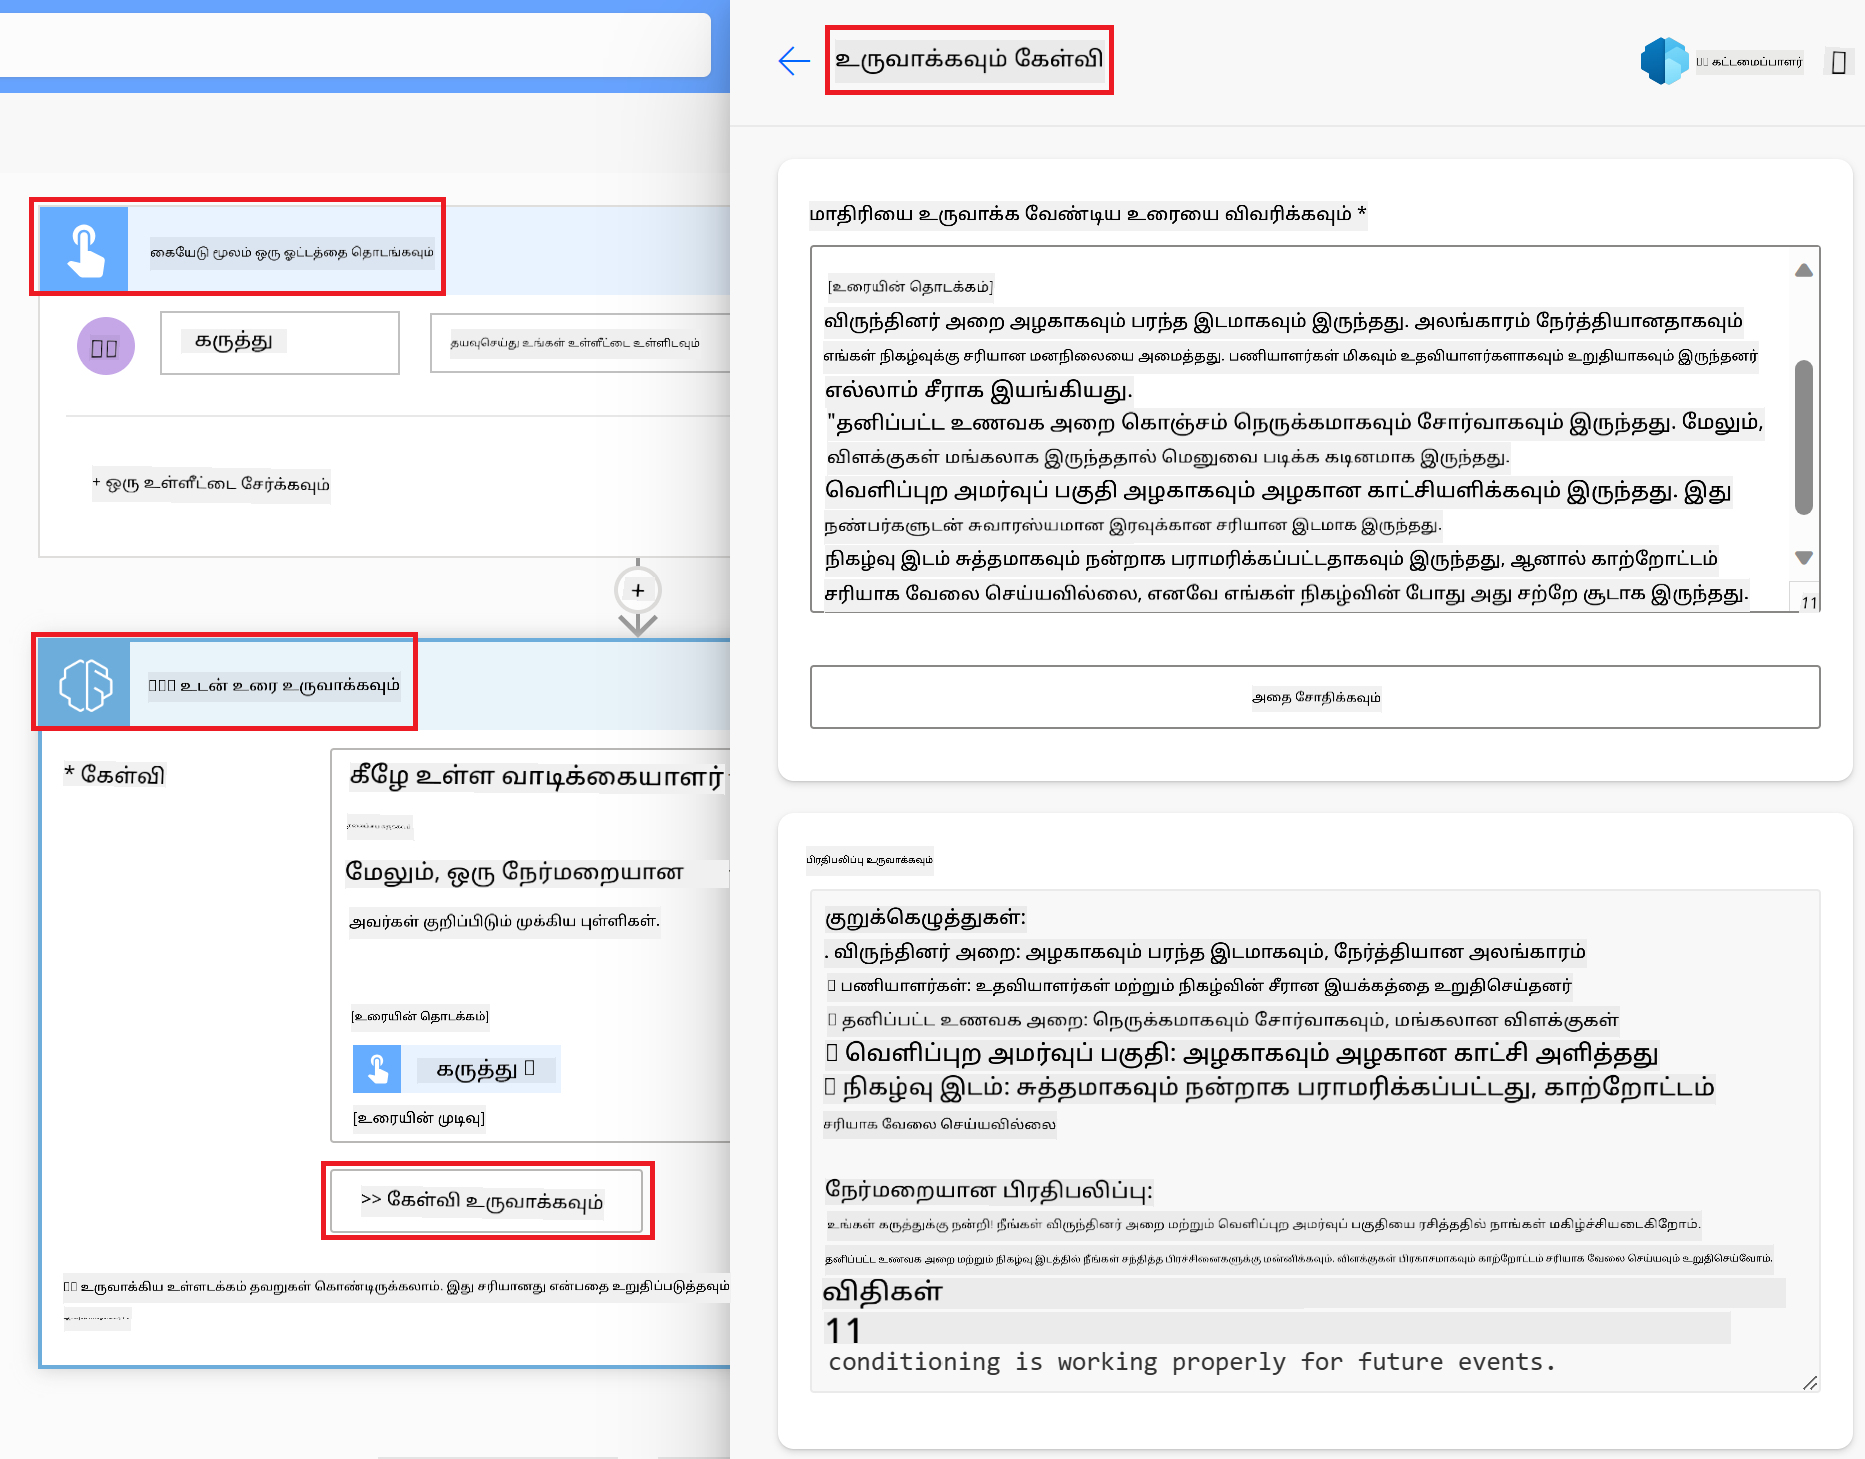 கையேடு மூலம் ஒரு ஓட்டத்தை தொடங்கவும்
கருத்து
தயவுசெய்து உங்கள் உள்ளீட்டை உள்ளிடவும்
+ ஒரு உள்ளீட்டை சேர்க்கவும்
+
உடன் உரை உருவாக்கவும்
* கேள்வி
கீழே உள்ள வாடிக்கையாளர்
மேலும், ஒரு நேர்மறையான
அவர்கள் குறிப்பிடும் முக்கிய புள்ளிகள்.
[உரையின் தொடக்கம்]
கருத்து
[உரையின் முடிவு]
>> கேள்வி உருவாக்கவும்
உருவாக்கிய உள்ளடக்கம் தவறுகள் கொண்டிருக்கலாம். இது சரியானது என்பதை உறுதிப்படுத்தவும்
உருவாக்கவும் கேள்வி
கட்டமைப்பாளர்
மாதிரியை உருவாக்க வேண்டிய உரையை விவரிக்கவும் *
[உரையின் தொடக்கம்]
விருந்தினர் அறை அழகாகவும் பரந்த இடமாகவும் இருந்தது. அலங்காரம் நேர்த்தியானதாகவும்
எங்கள் நிகழ்வுக்கு சரியான மனநிலையை அமைத்தது. பணியாளர்கள் மிகவும் உதவியாளர்களாகவும் உறுதியாகவும் இருந்தனர்
எல்லாம் சீராக இயங்கியது.
"தனிப்பட்ட உணவக அறை கொஞ்சம் நெருக்கமாகவும் சோர்வாகவும் இருந்தது. மேலும்,
விளக்குகள் மங்கலாக இருந்ததால் மெனுவை படிக்க கடினமாக இருந்தது.
வெளிப்புற அமர்வுப் பகுதி அழகாகவும் அழகான காட்சியளிக்கவும் இருந்தது. இது
நண்பர்களுடன் சுவாரஸ்யமான இரவுக்கான சரியான இடமாக இருந்தது.
நிகழ்வு இடம் சுத்தமாகவும் நன்றாக பராமரிக்கப்பட்டதாகவும் இருந்தது, ஆனால் காற்றோட்டம்
சரியாக வேலை செய்யவில்லை, எனவே எங்கள் நிகழ்வின் போது அது சற்றே சூடாக இருந்தது.
11
அதை சோதிக்கவும்
பிரதிபலிப்பு உருவாக்கவும்
குறுக்கெழுத்துகள்:
. விருந்தினர் அறை: அழகாகவும் பரந்த இடமாகவும், நேர்த்தியான அலங்காரம்
பணியாளர்கள்: உதவியாளர்கள் மற்றும் நிகழ்வின் சீரான இயக்கத்தை உறுதிசெய்தனர்
தனிப்பட்ட உணவக அறை: நெருக்கமாகவும் சோர்வாகவும், மங்கலான விளக்குகள்
வெளிப்புற அமர்வுப் பகுதி: அழகாகவும் அழகான காட்சி அளித்தது
நிகழ்வு இடம்: சுத்தமாகவும் நன்றாக பராமரிக்கப்பட்டது, காற்றோட்டம்
சரியாக வேலை செய்யவில்லை
நேர்மறையான பிரதிபலிப்பு:
உங்கள் கருத்துக்கு நன்றி! நீங்கள் விருந்தினர் அறை மற்றும் வெளிப்புற அமர்வுப் பகுதியை ரசித்ததில் நாங்கள் மகிழ்ச்சியடைகிறோம்.
தனிப்பட்ட உணவக அறை மற்றும் நிகழ்வு இடத்தில் நீங்கள் சந்தித்த பிரச்சினைகளுக்கு மன்னிக்கவும். விளக்குகள் பிரகாசமாகவும் காற்றோட்டம் சரியாக வேலை செய்யவும் உறுதிசெய்வோம்.
விதிகள்
11
conditioning is working properly for future events.